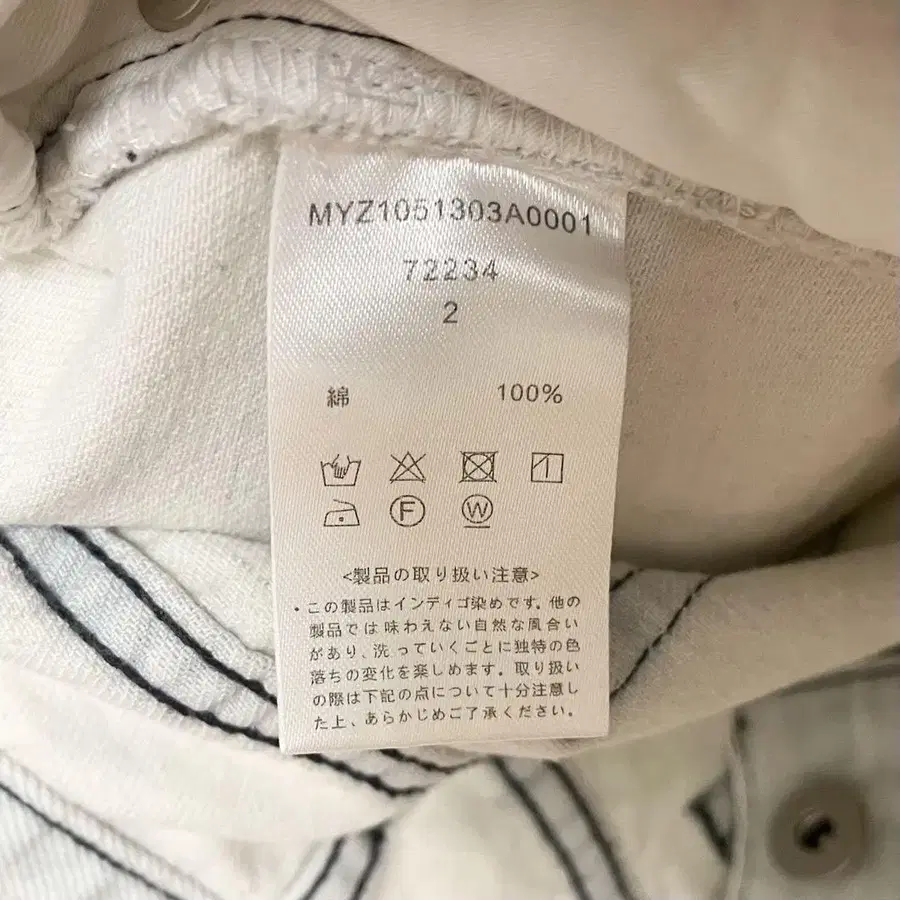 MYZ1051303A0001
72234
2
綿 100%
F W
<製品の取り扱い注意>
・この製品はインディゴ染めです。他の
製品では味わえない自然な風合い
があり、洗っていくごとに独特の色
落ちの変化を楽しめます。取り扱い
の際は下記の点について十分注意し
た上、あらかじめご了承ください。